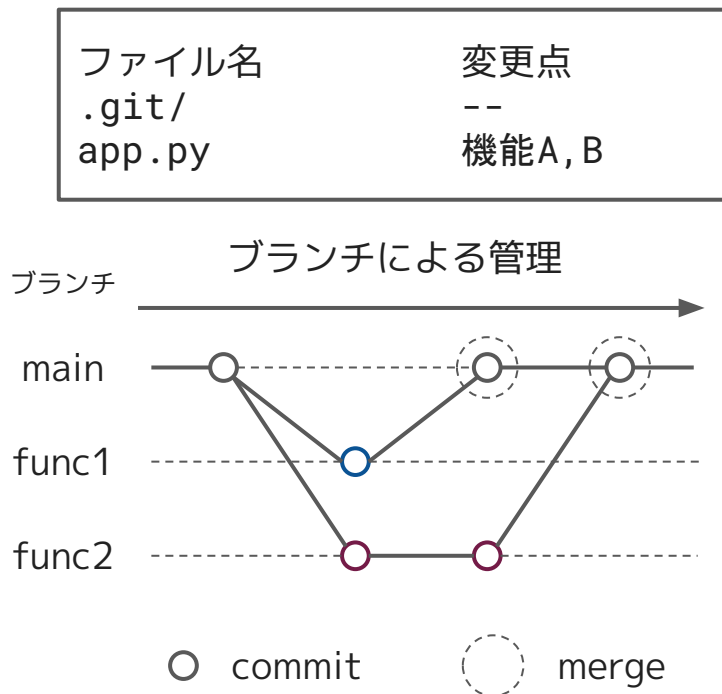 ファイル名 変更点
.git/ --
app.py 機能A,B
ブランチによる管理
ブランチ
main
func1
func2
commit merge